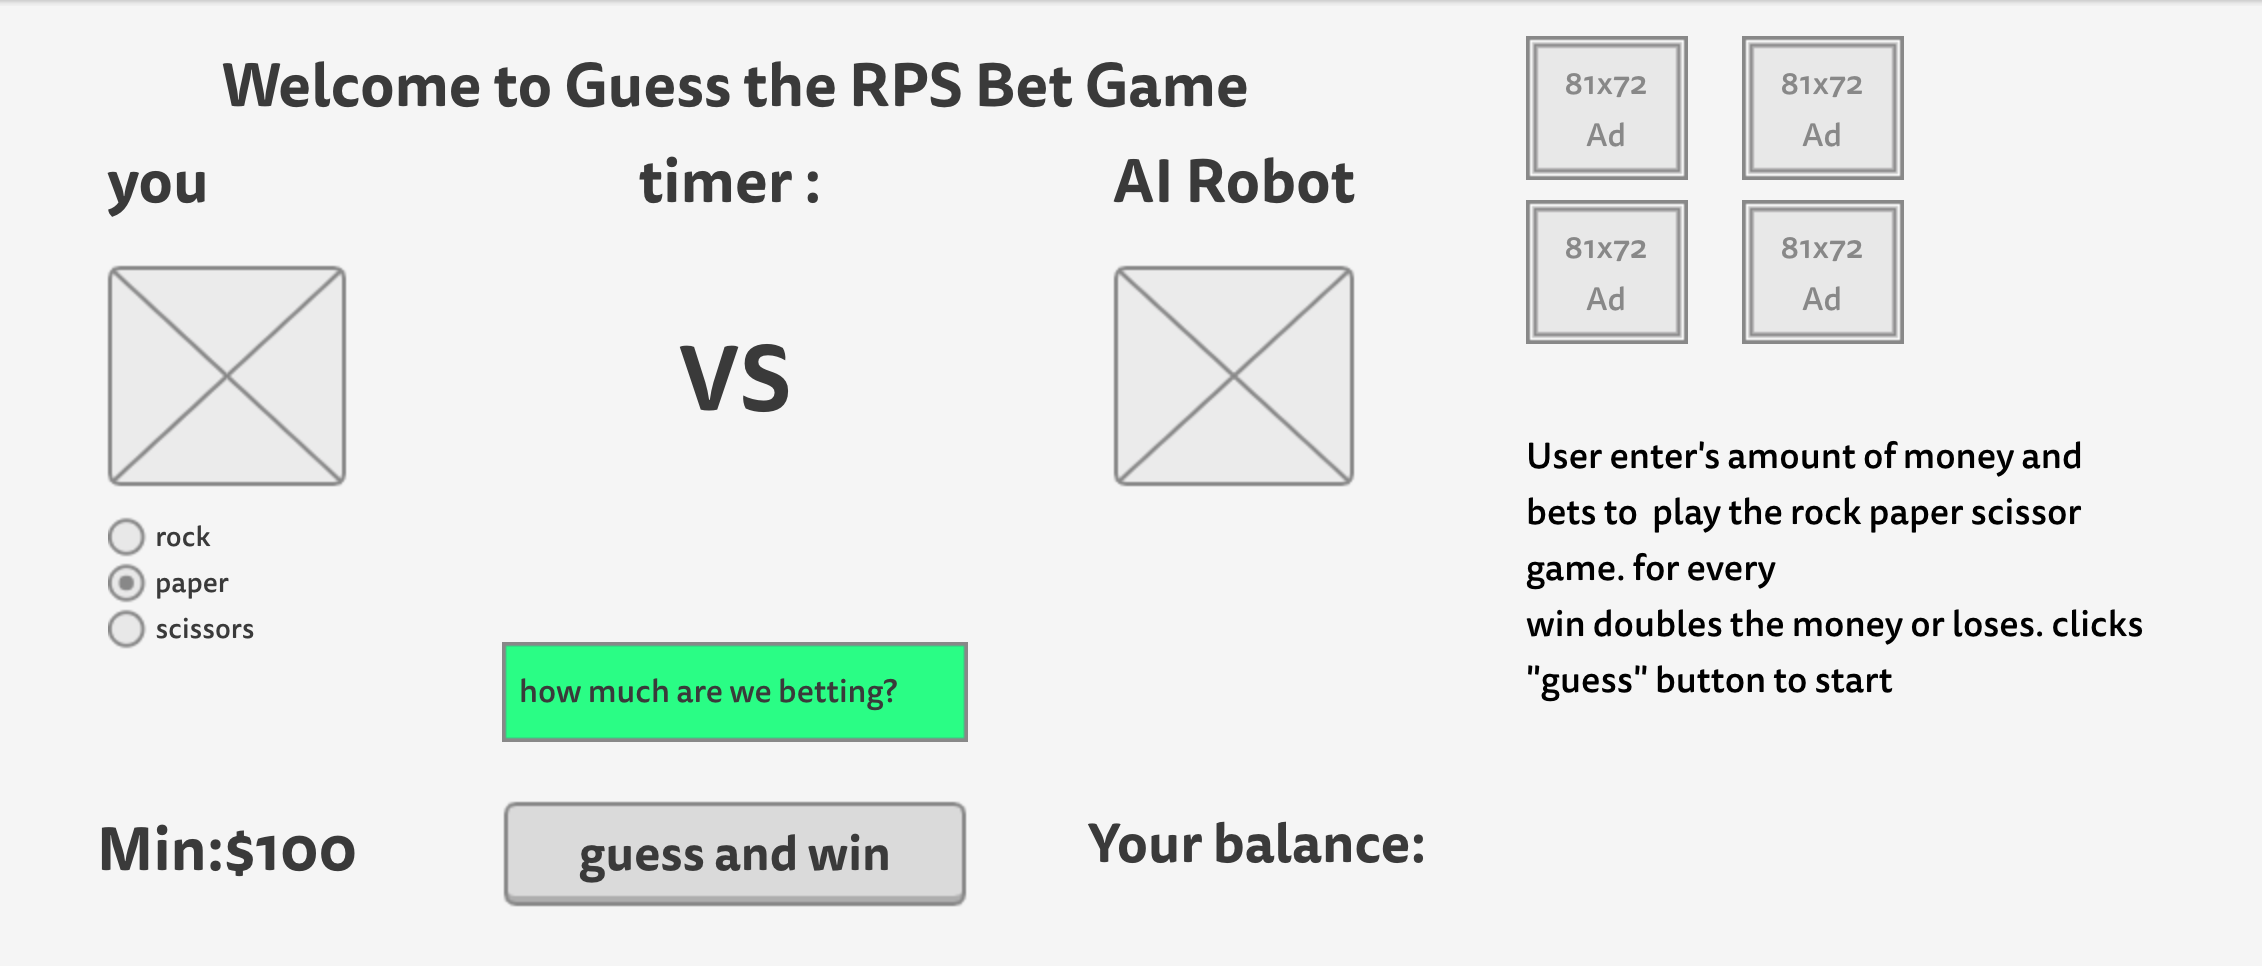 Welcome to Guess the RPS Bet Game
you
timer :
AI Robot
VS
rock
paper
scissors
how much are we betting?
Min:$100
guess and win
Your balance:
81x72
Ad
81x72
Ad
81x72
Ad
81x72
Ad
User enter's amount of money and
bets to  play the rock paper scissor
game. for every
win doubles the money or loses. clicks
"guess" button to start